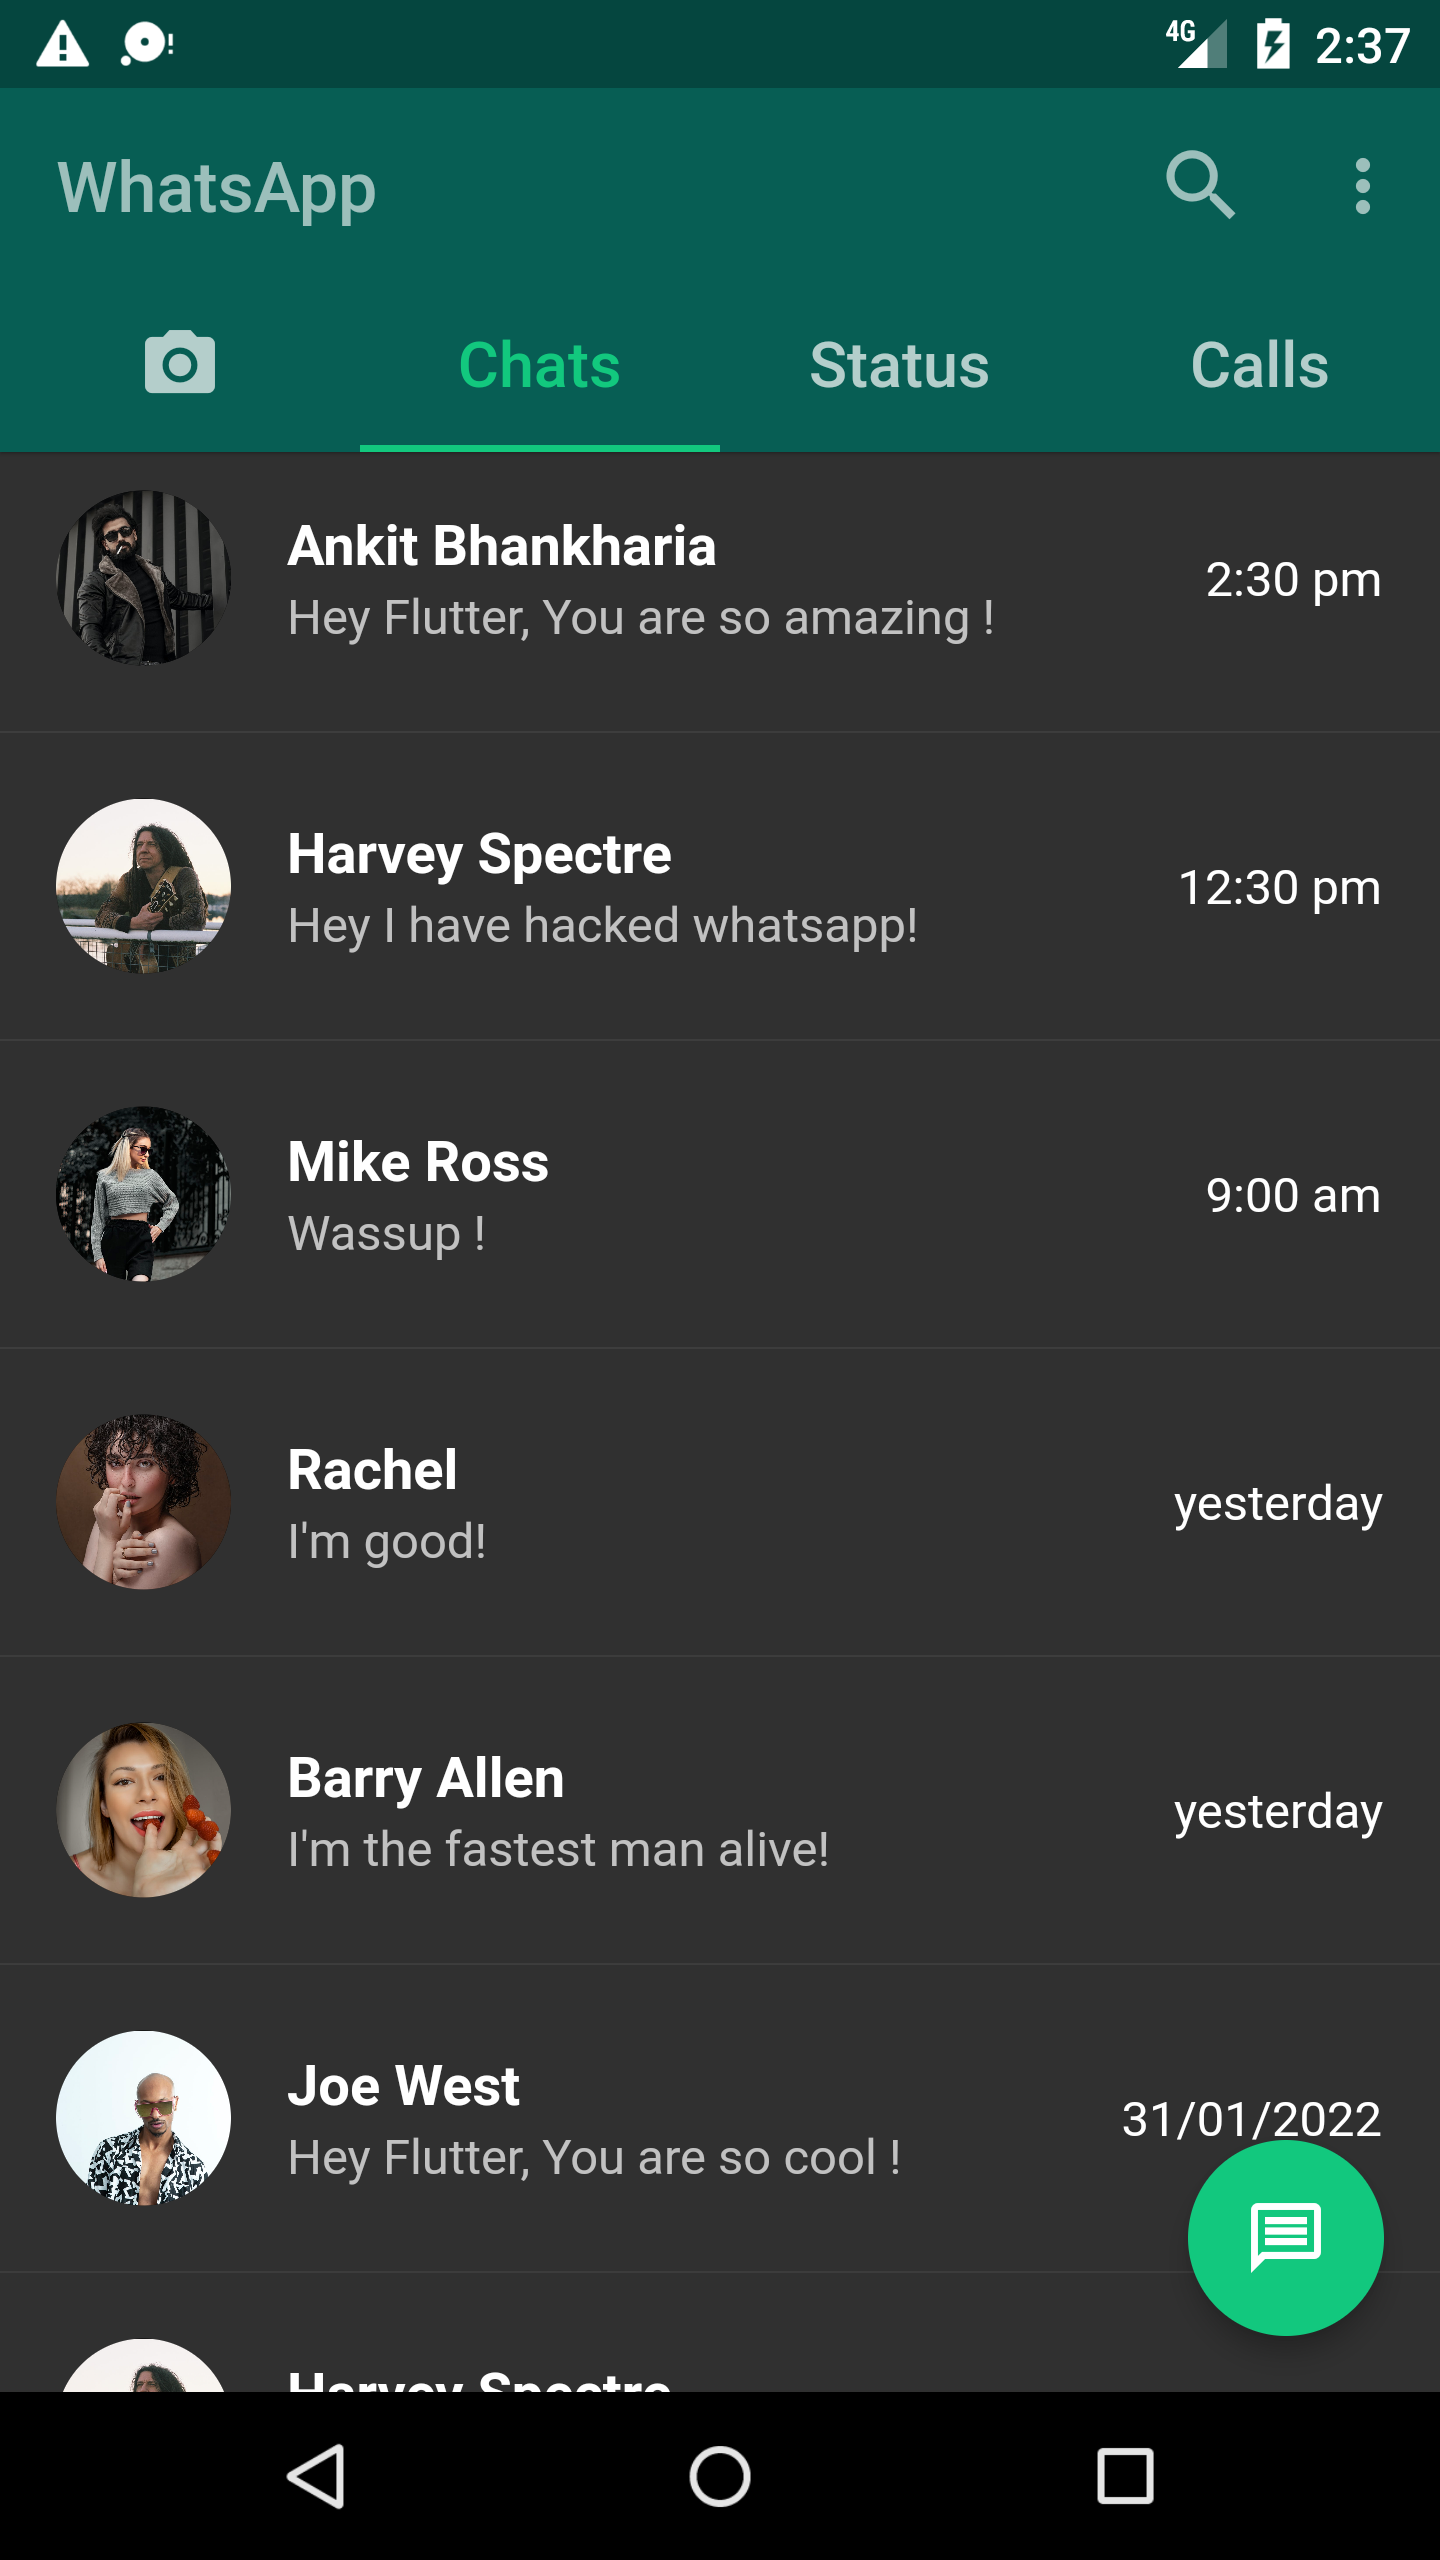 4G 2:37
WhatsApp
Chats Status Calls
Ankit Bhankharia
2:30 pm
Hey Flutter, You are so amazing !
Harvey Spectre
12:30 pm
Hey I have hacked whatsapp!
Mike Ross
9:00 am
Wassup !
Rachel
yesterday
I'm good!
Barry Allen
yesterday
I'm the fastest man alive!
Joe West
31/01/2022
Hey Flutter, You are so cool !
Harvey Spectre